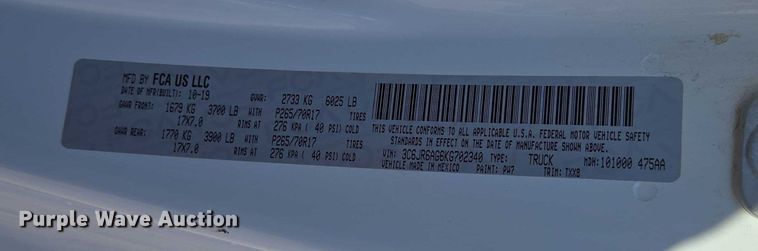 MFD BY FCA US LLC
DATE OF MFR(BUILT): 10-19 GVWR: 2733 KG 6025 LB
GAWR FRONT: 1679 KG 3700 LB WITH P265/70R17 TIRES
17X7.0 RIMS AT 276 KPA ( 40 PSI) COLD
GAWR REAR: 1770 KG 3900 LB WITH P265/70R17 TIRES
17X7.0 RIMS AT 276 KPA ( 40 PSI) COLD
THIS VEHICLE CONFORMS TO ALL APPLICABLE U.S.A. FEDERAL MOTOR VEHICLE SAFETY
STANDARDS IN EFFECT ON THE DATE OF MANUFACTURE SHOWN ABOVE
VIN: 3C6JR6AG8KG702340 TRUCK MDH: 101000 475AA
VEHICLE MADE IN MEXICO PAINT: PW7 TRIM: TXX8
Purple Wave Auction